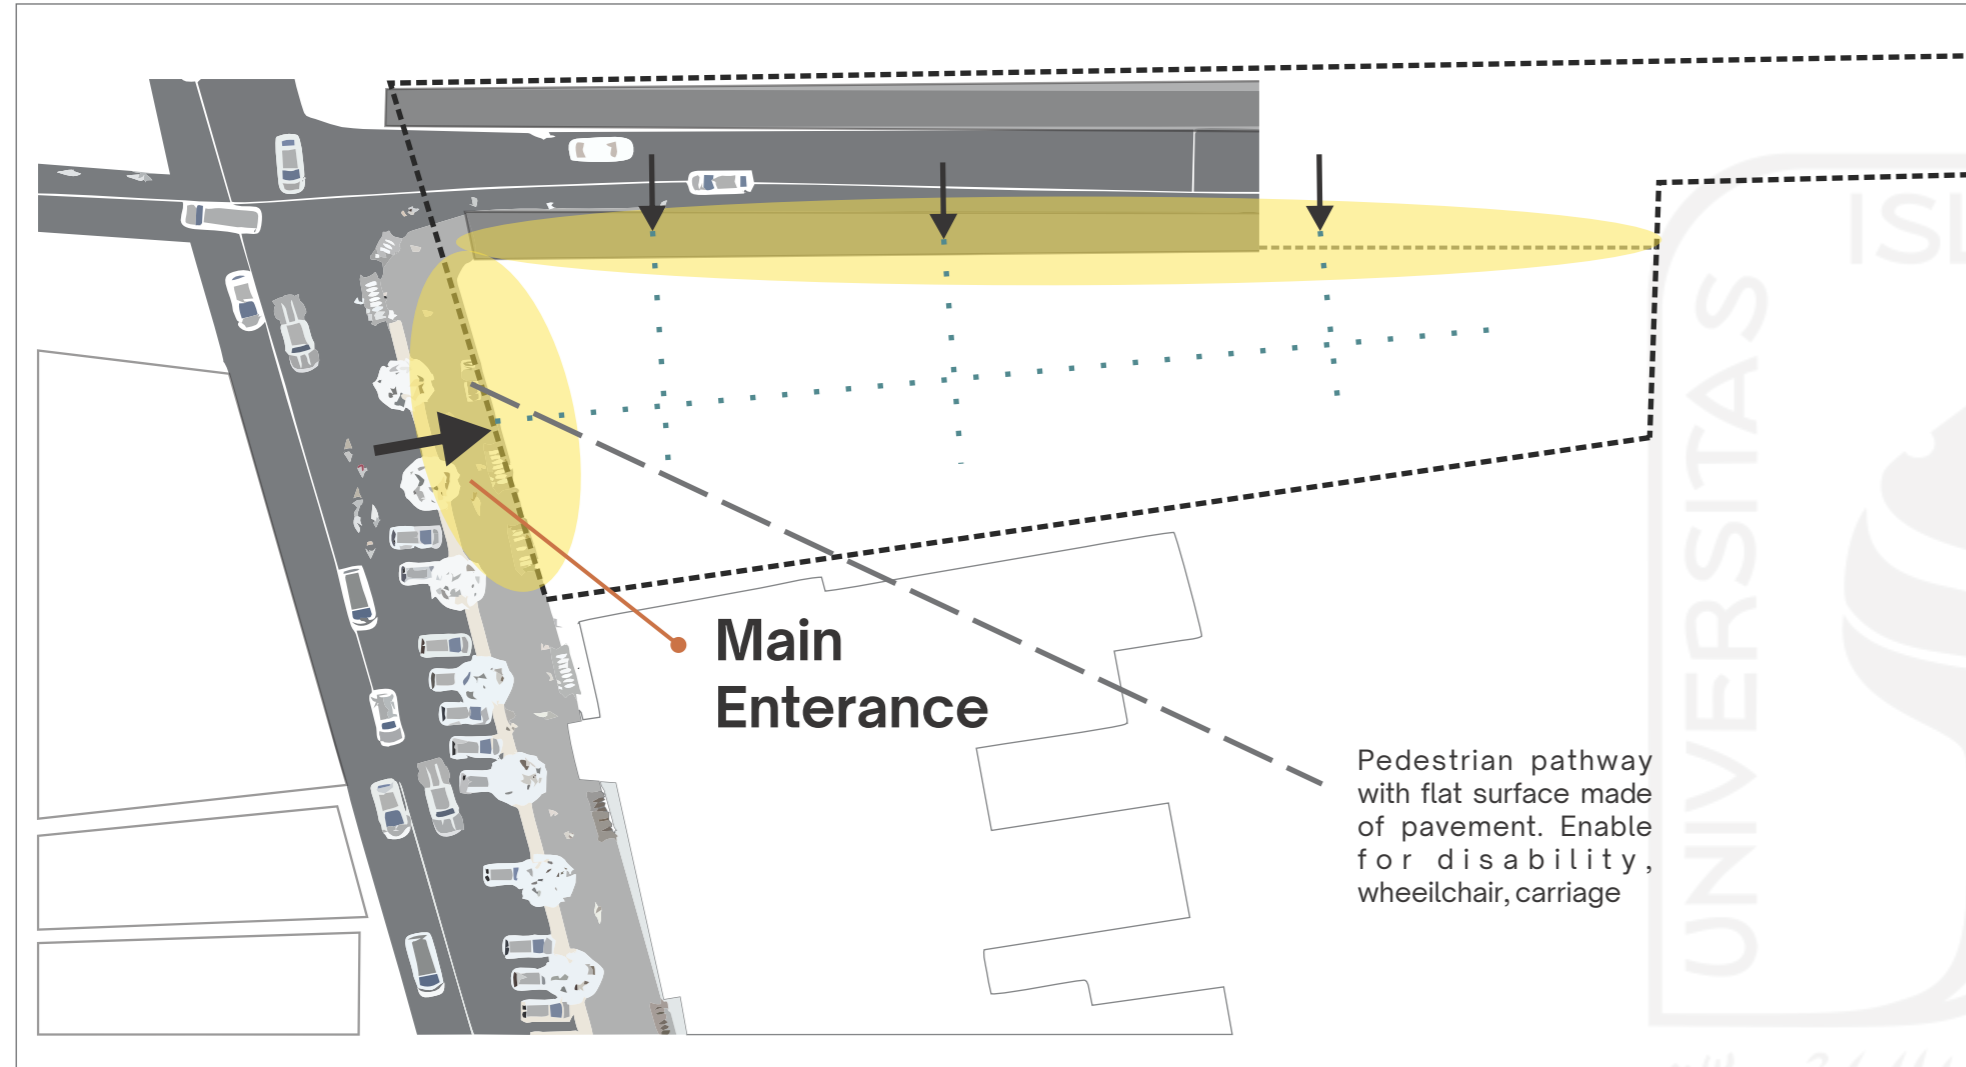 Main
Enterance
Pedestrian pathway
with flat surface made
of pavement. Enable
for disability,
wheeilchair, carriage
UNIVERSITAS
ISL